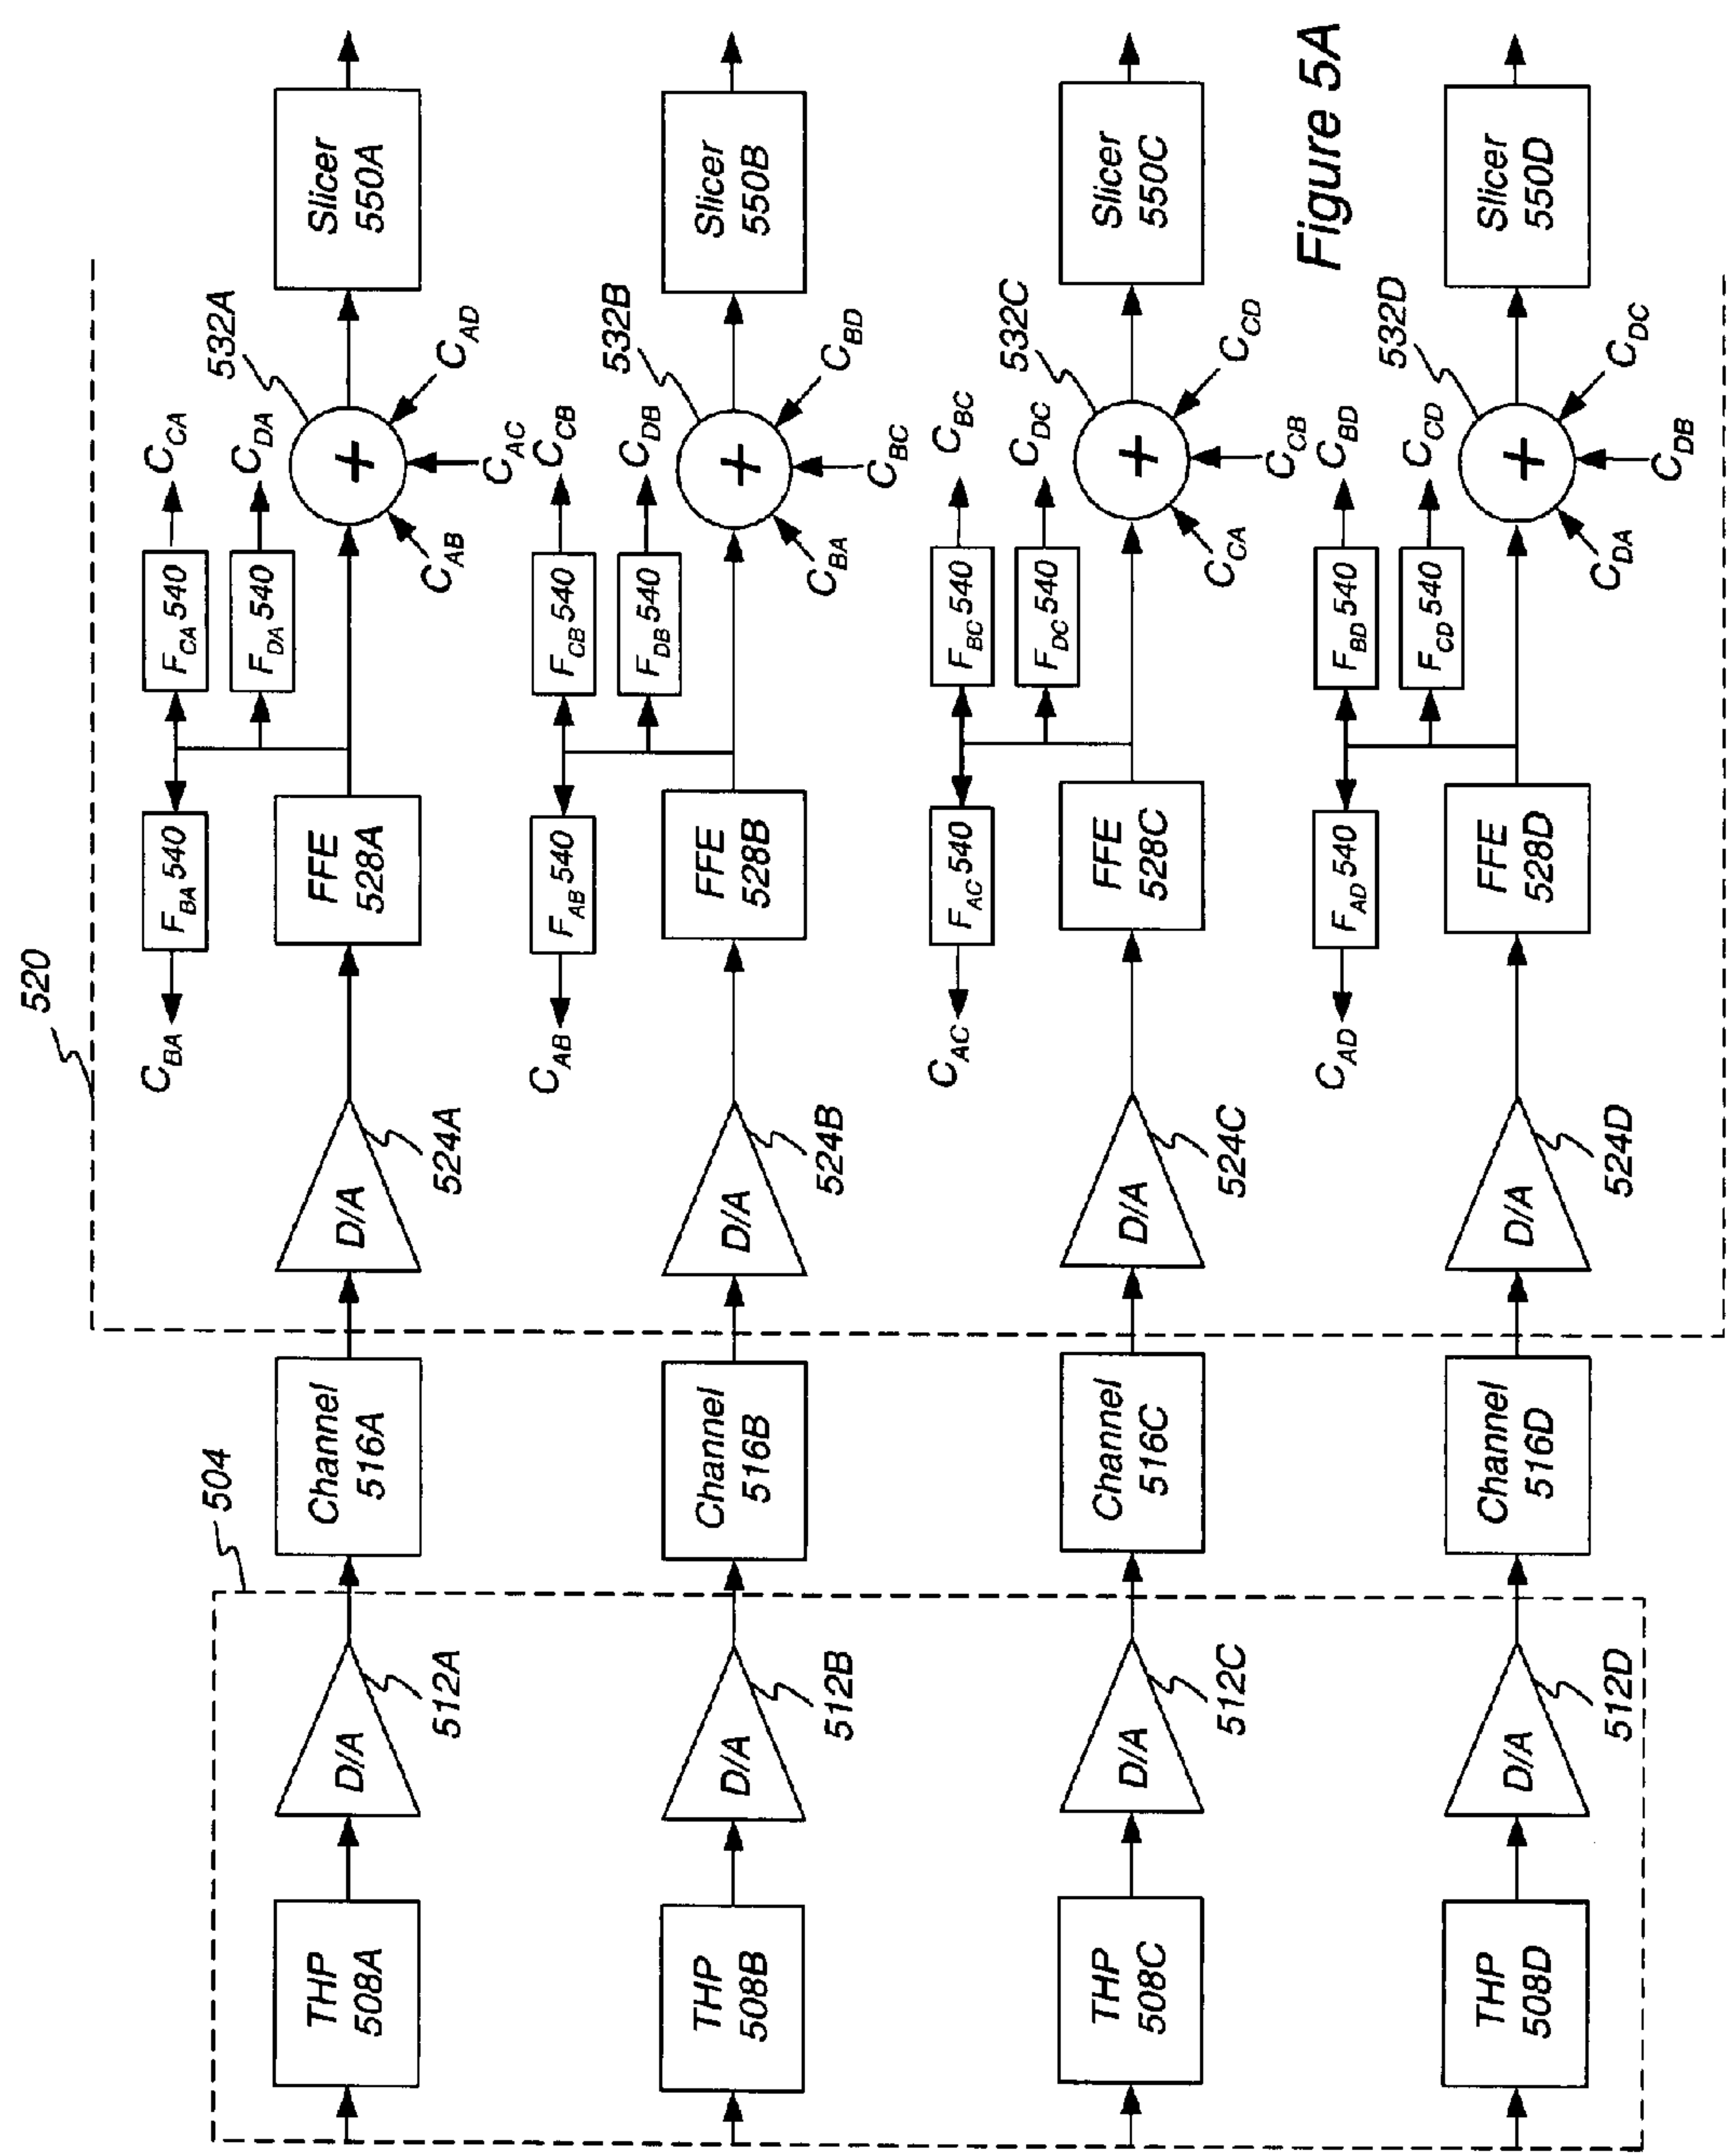 504
520
THP
508A
D/A
512A
Channel
516A
D/A
524A
FFE
528A
C_BA
F_BA 540
F_CA 540
C_CA
F_DA 540
C_DA
532A
+
C_AB
C_AC
C_AD
Slicer
550A
THP
508B
D/A
512B
Channel
516B
D/A
524B
FFE
528B
C_AB
F_AB 540
F_CB 540
C_CB
F_DB 540
C_DB
532B
+
C_BA
C_BC
C_BD
Slicer
550B
THP
508C
D/A
512C
Channel
516C
D/A
524C
FFE
528C
C_AC
F_AC 540
F_BC 540
C_BC
F_DC 540
C_DC
532C
+
C_CA
C_CB
C_CD
Slicer
550C
THP
508D
D/A
512D
Channel
516D
D/A
524D
FFE
528D
C_AD
F_AD 540
F_BD 540
C_BD
F_CD 540
C_CD
532D
+
C_DA
C_DB
C_DC
Slicer
550D
Figure 5A